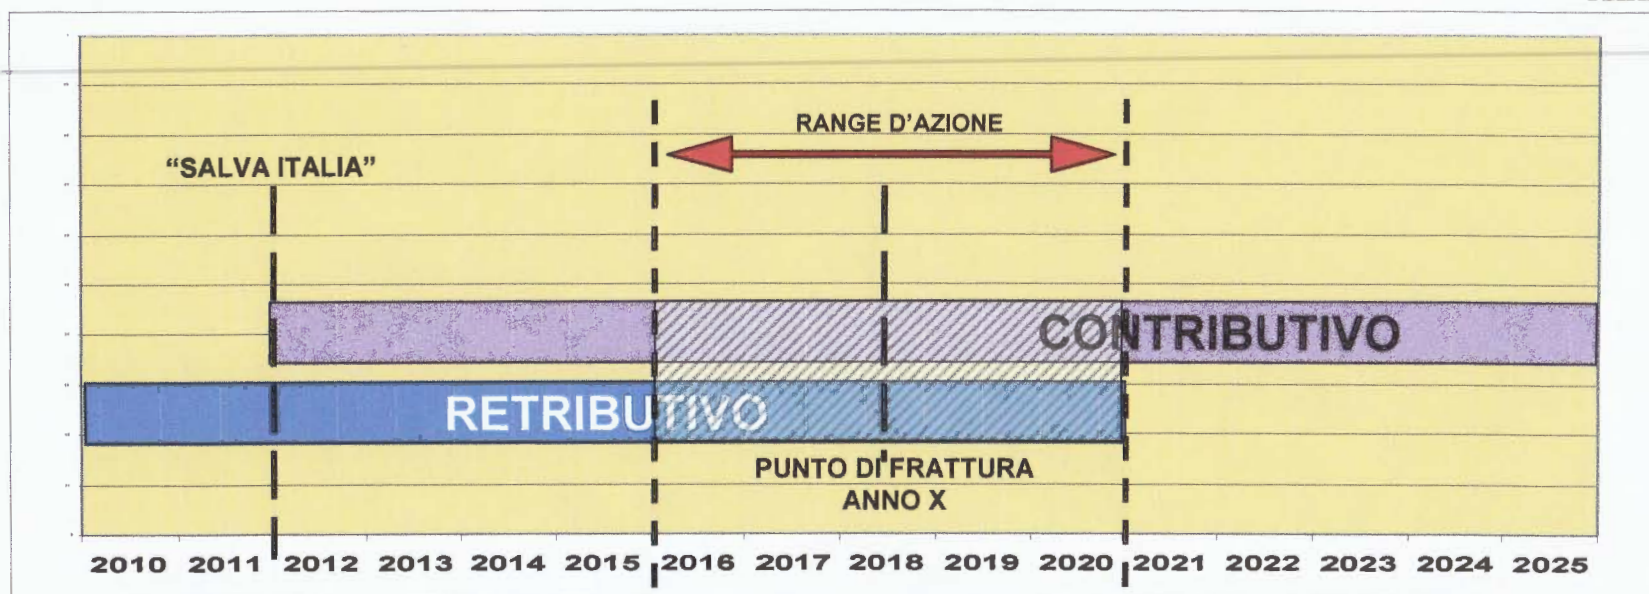 RANGE D'AZIONE
“SALVA ITALIA”
CONTRIBUTIVO
RETRIBUTIVO
PUNTO DI FRATTURA
ANNO X
2010 2011 2012 2013 2014 2015 2016 2017 2018 2019 2020 2021 2022 2023 2024 2025